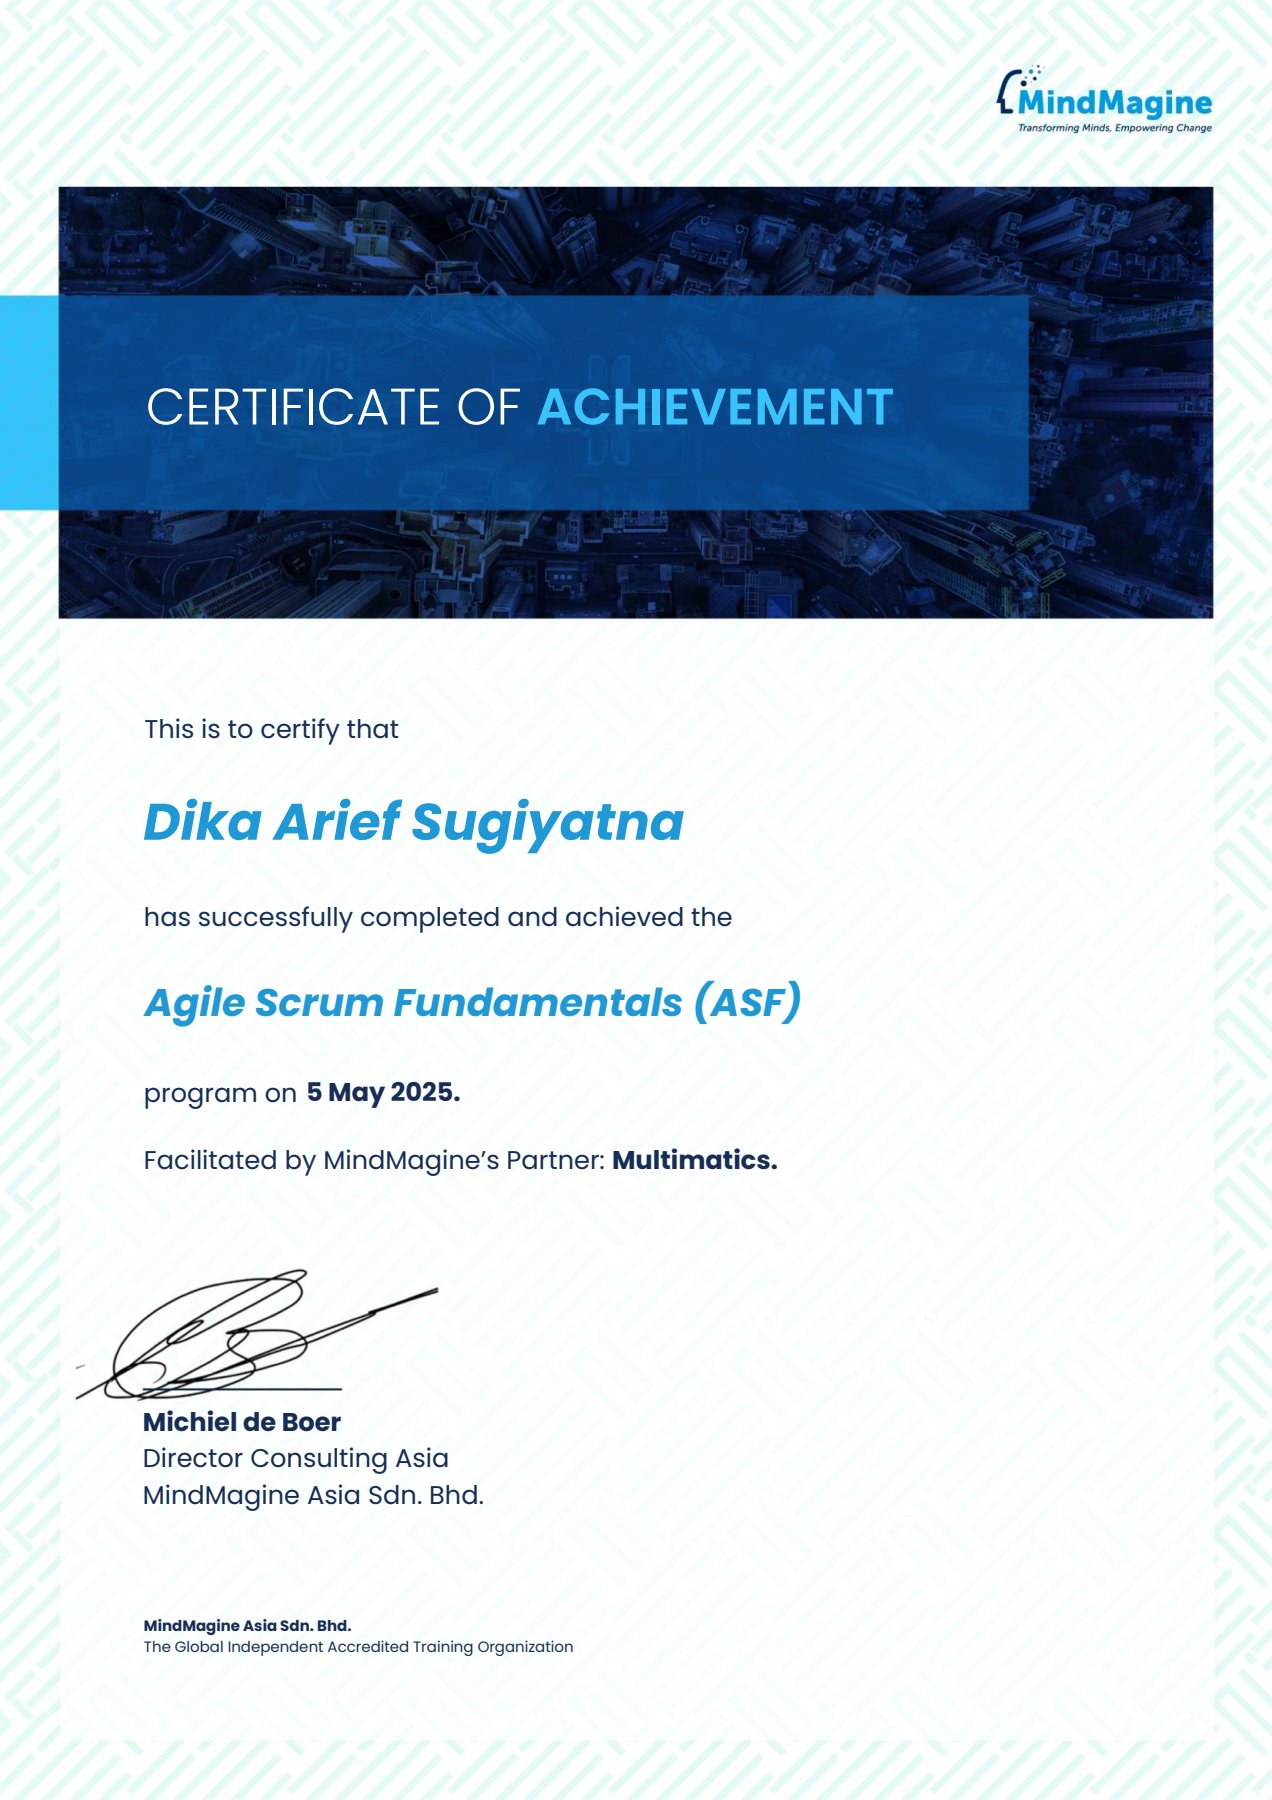 MindMagine
Transforming Minds, Empowering Change
CERTIFICATE OF ACHIEVEMENT
This is to certify that
Dika Arief Sugiyatna
has successfully completed and achieved the
Agile Scrum Fundamentals (ASF)
program on 5 May 2025.
Facilitated by MindMagine’s Partner: Multimatics.
Michiel de Boer
Director Consulting Asia
MindMagine Asia Sdn. Bhd.
MindMagine Asia Sdn. Bhd.
The Global Independent Accredited Training Organization